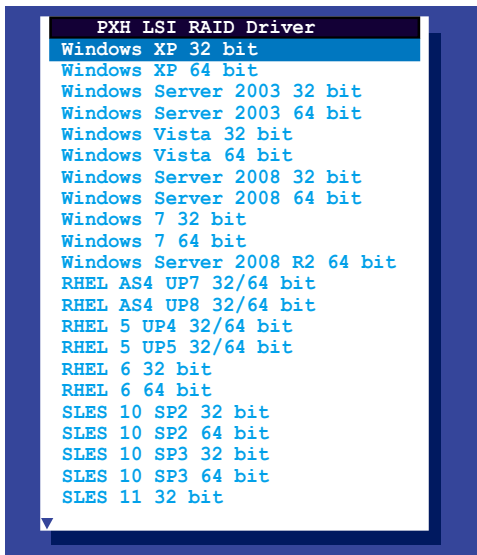 PXH LSI RAID Driver
Windows XP 32 bit
Windows XP 64 bit
Windows Server 2003 32 bit
Windows Server 2003 64 bit
Windows Vista 32 bit
Windows Vista 64 bit
Windows Server 2008 32 bit
Windows Server 2008 64 bit
Windows 7 32 bit
Windows 7 64 bit
Windows Server 2008 R2 64 bit
RHEL AS4 UP7 32/64 bit
RHEL AS4 UP8 32/64 bit
RHEL 5 UP4 32/64 bit
RHEL 5 UP5 32/64 bit
RHEL 6 32 bit
RHEL 6 64 bit
SLES 10 SP2 32 bit
SLES 10 SP2 64 bit
SLES 10 SP3 32 bit
SLES 10 SP3 64 bit
SLES 11 32 bit